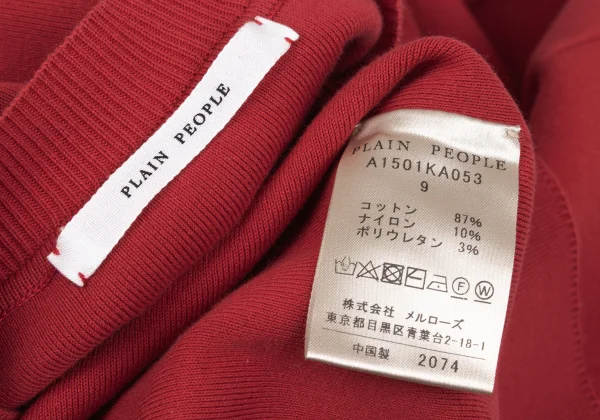 PLAIN PEOPLE
PLAIN PEOPLE
A1501KA053
9
コットン 87%
ナイロン 10%
ポリウレタン 3%
F W
株式会社 メルローズ
東京都目黒区青葉台2-18-1
中国製 2074